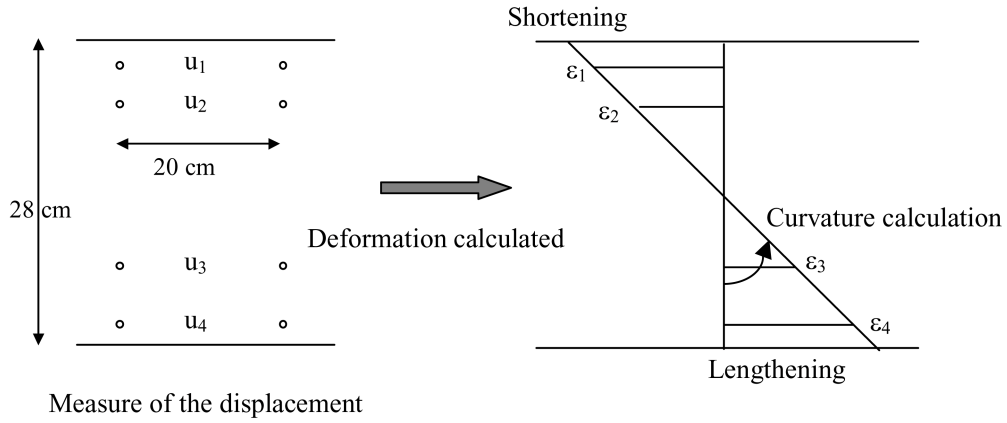 Shortening
u₁
u₂
20 cm
28 cm
u₃
u₄
Measure of the displacement
Deformation calculated
ε₁
ε₂
Curvature calculation
ε₃
ε₄
Lengthening